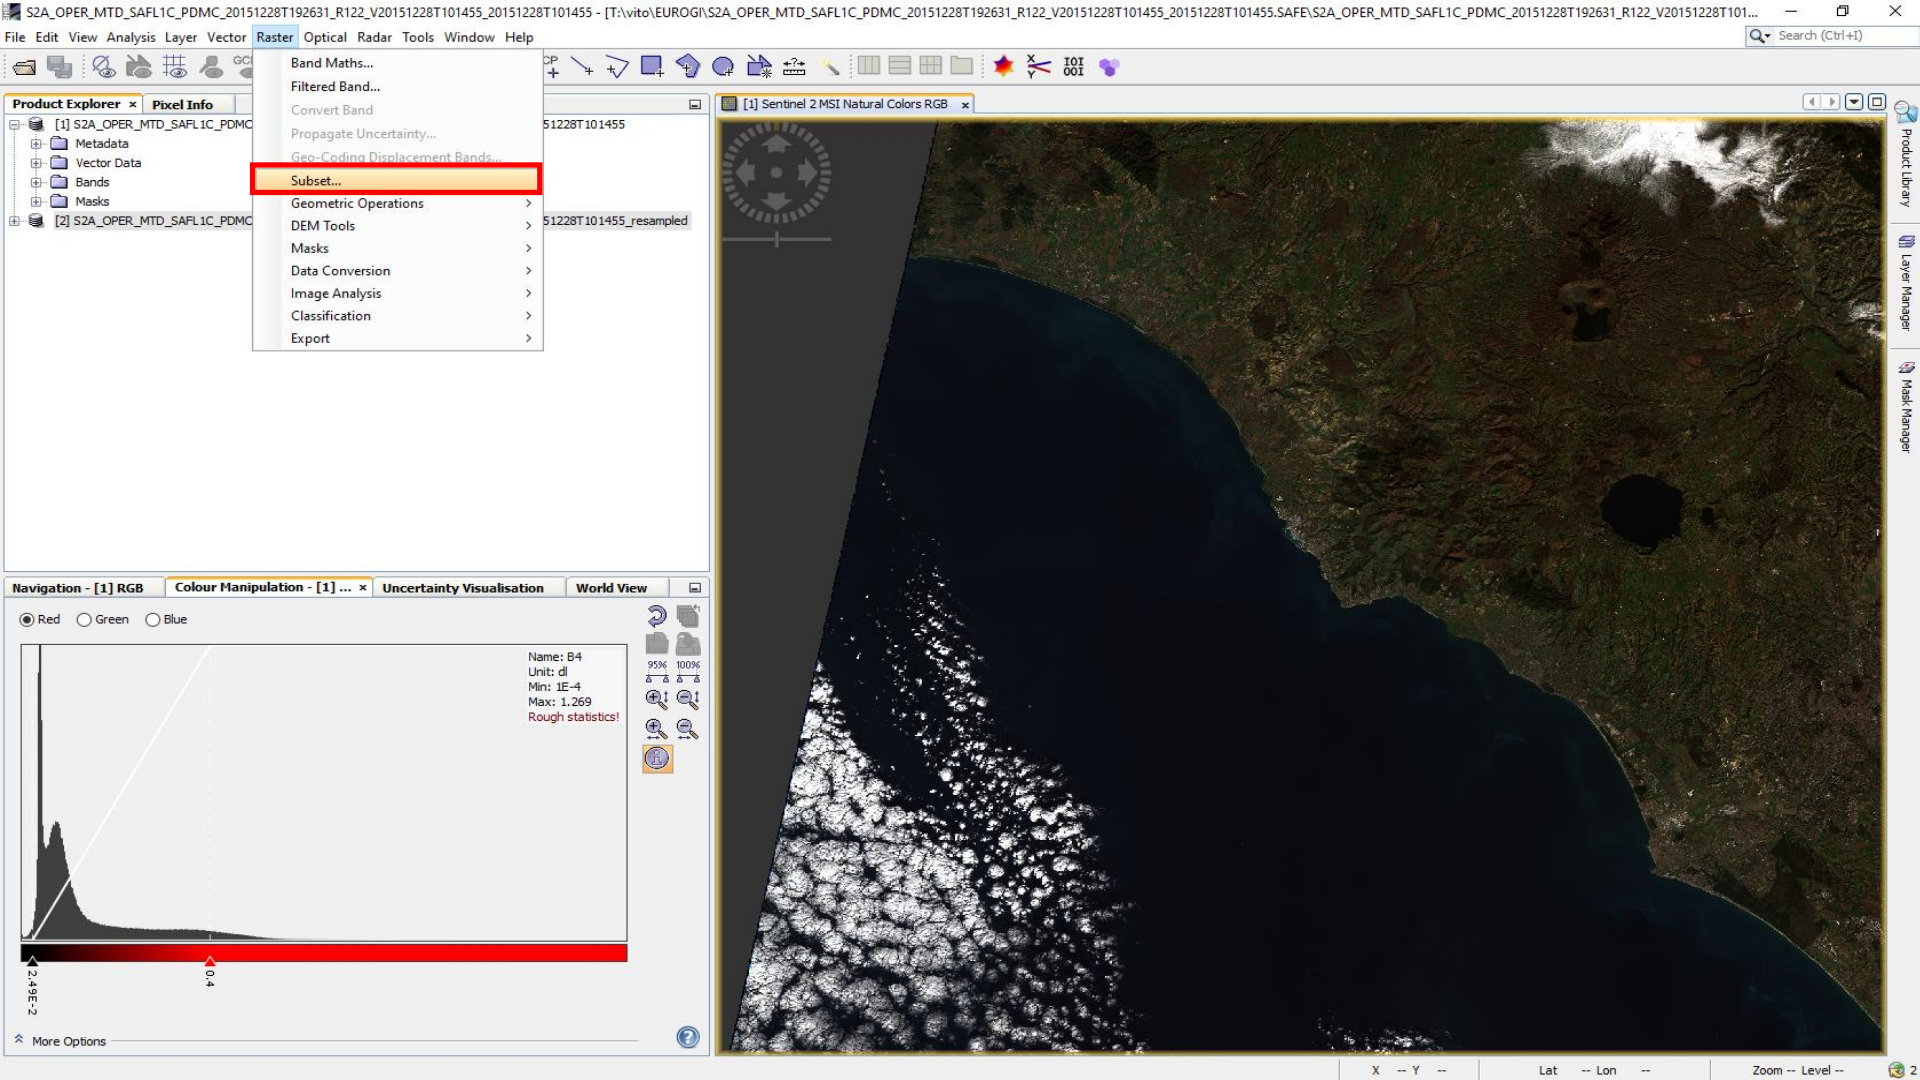 S2A_OPER_MTD_SAFL1C_PDMC_20151228T192631_R122_V20151228T101455_20151228T101455 - [T:\vito\EUROGI\S2A_OPER_MTD_SAFL1C_PDMC_20151228T192631_R122_V20151228T101455_20151228T101455.SAFE\S2A_OPER_MTD_SAFL1C_PDMC_20151228T192631_R122_V20151228T101...
File Edit View Analysis Layer Vector Raster Optical Radar Tools Window Help
Search (Ctrl+I)
Band Maths...
Filtered Band...
Convert Band
Propagate Uncertainty...
Geo-Coding Displacement Bands...
Subset...
Geometric Operations
DEM Tools
Masks
Data Conversion
Image Analysis
Classification
Export
Product Explorer × Pixel Info
[1] S2A_OPER_MTD_SAFL1C_PDMC 51228T101455
Metadata
Vector Data
Bands
Masks
[2] S2A_OPER_MTD_SAFL1C_PDMC 51228T101455_resampled
[1] Sentinel 2 MSI Natural Colors RGB ×
Product Library
Layer Manager
Mask Manager
Navigation - [1] RGB Colour Manipulation - [1] ... × Uncertainty Visualisation World View
Red Green Blue
Name: B4
Unit: dl
Min: 1E-4
Max: 1.269
Rough statistics!
95% 100%
2.49E-2
0.4
More Options
X -- Y -- Lat -- Lon -- Zoom -- Level -- 2